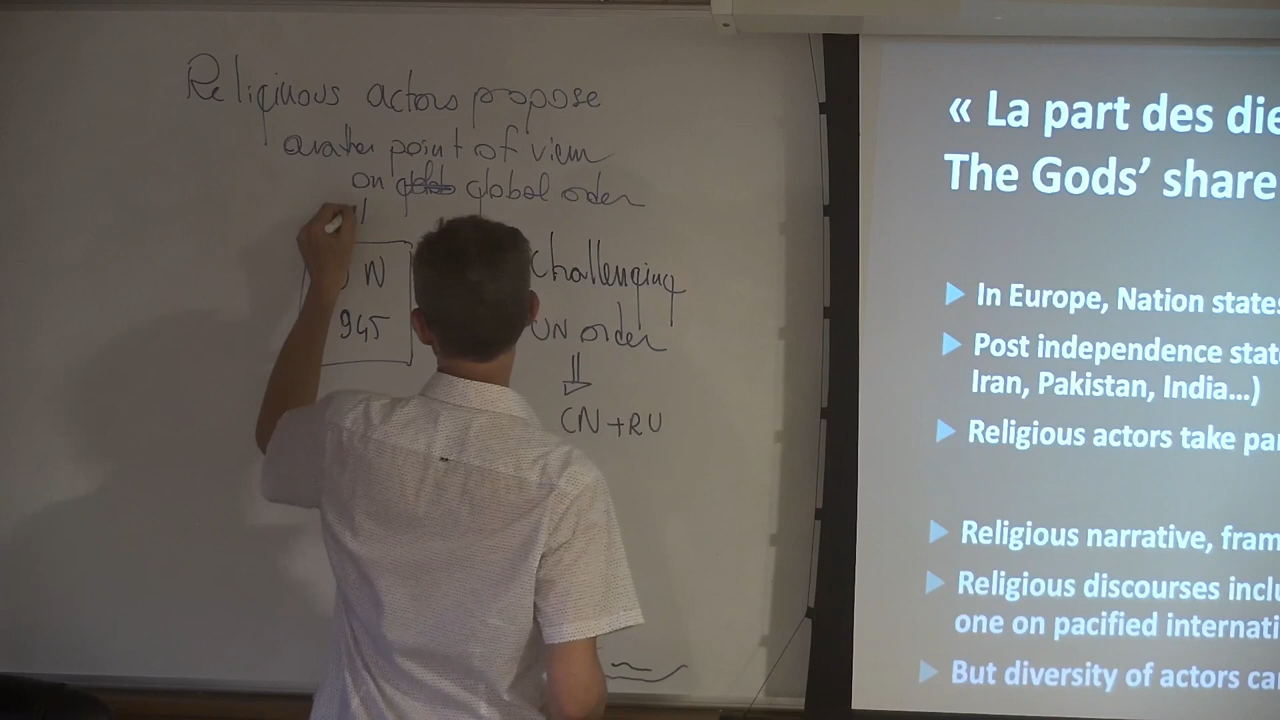 Religiuous actors propose
another point of view
on global order
N
945
Challenging
UN order
CN+RU
« La part des die
The Gods’ share
In Europe, Nation states
Post independence stat
Iran, Pakistan, India...)
Religious actors take pa
Religious narrative, fram
Religious discourses inclu
one on pacified internati
But diversity of actors ca